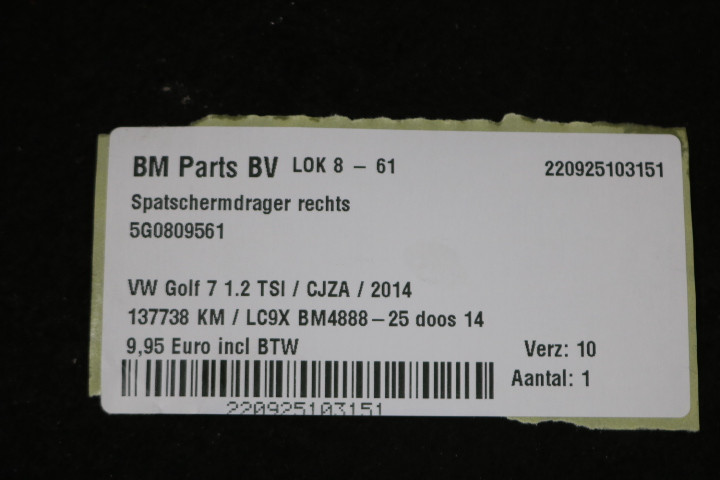 BM Parts BV LOK 8 - 61 220925103151
Spatschermdrager rechts
5G0809561
VW Golf 7 1.2 TSI / CJZA / 2014
137738 KM / LC9X BM4888-25 doos 14
9,95 Euro incl BTW Verz: 10
Aantal: 1
220925103151